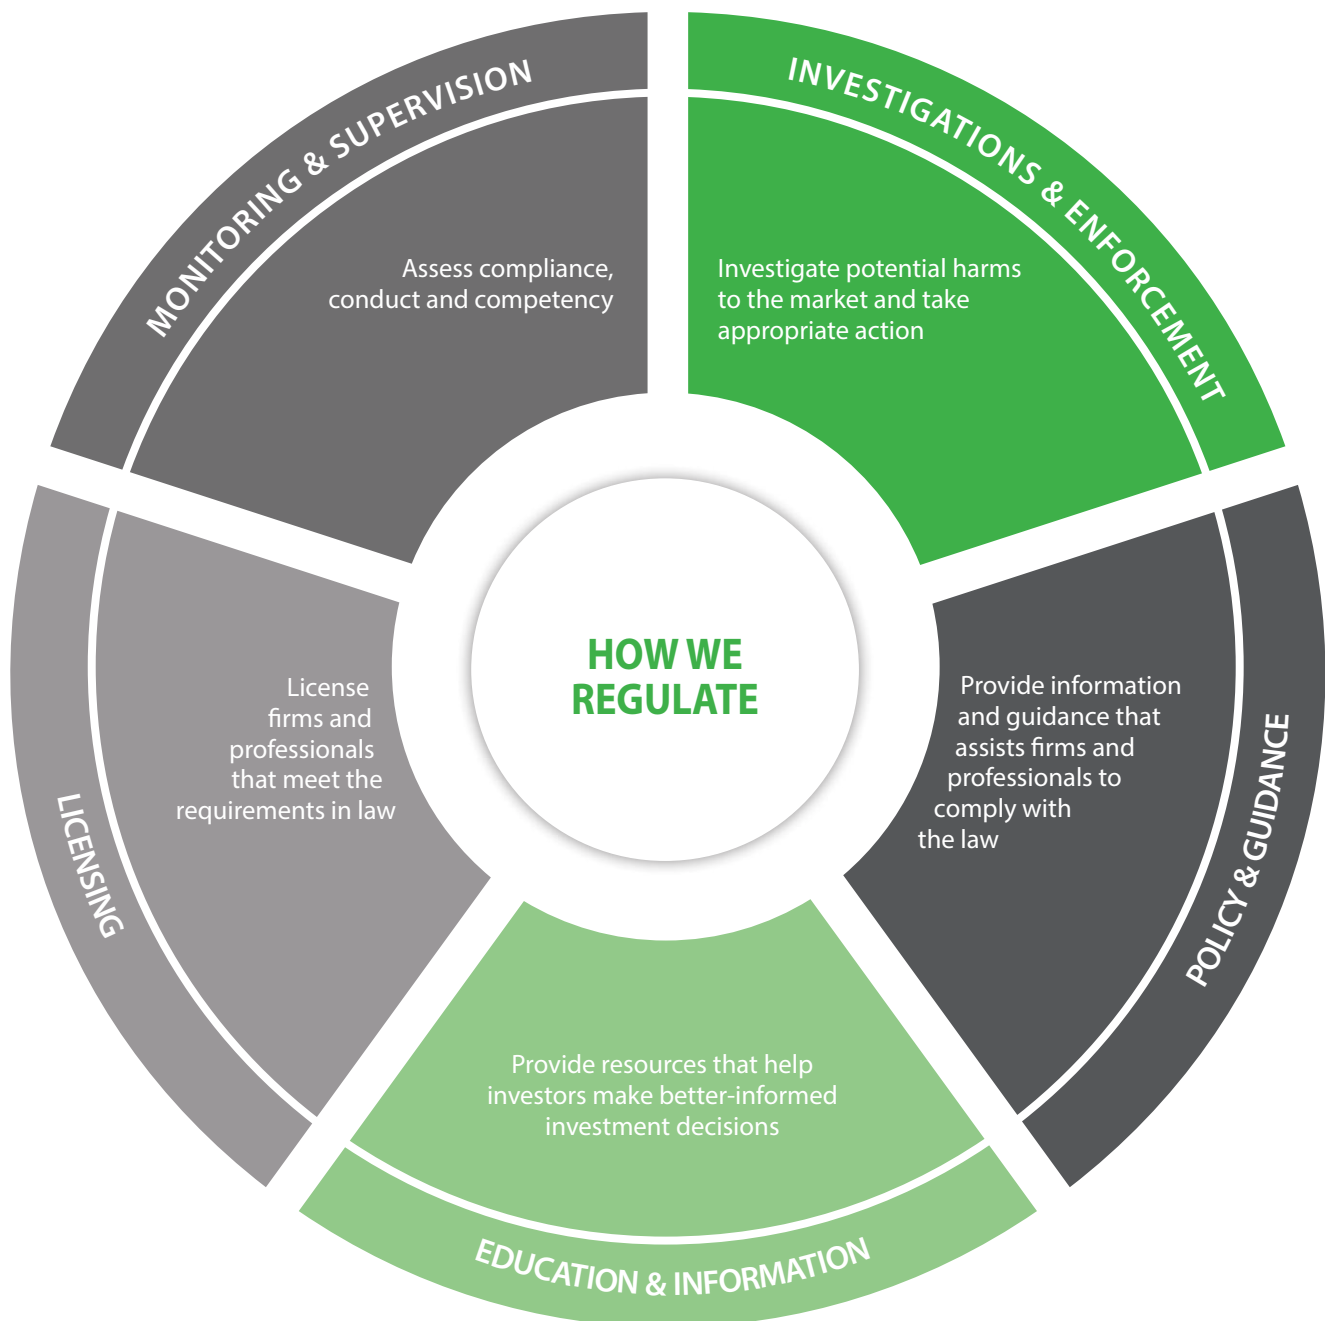 HOW WE
REGULATE
INVESTIGATIONS & ENFORCEMENT
Investigate potential harms
to the market and take
appropriate action
POLICY & GUIDANCE
Provide information
and guidance that
assists firms and
professionals to
comply with
the law
EDUCATION & INFORMATION
Provide resources that help
investors make better-informed
investment decisions
LICENSING
License
firms and
professionals
that meet the
requirements in law
MONITORING & SUPERVISION
Assess compliance,
conduct and competency